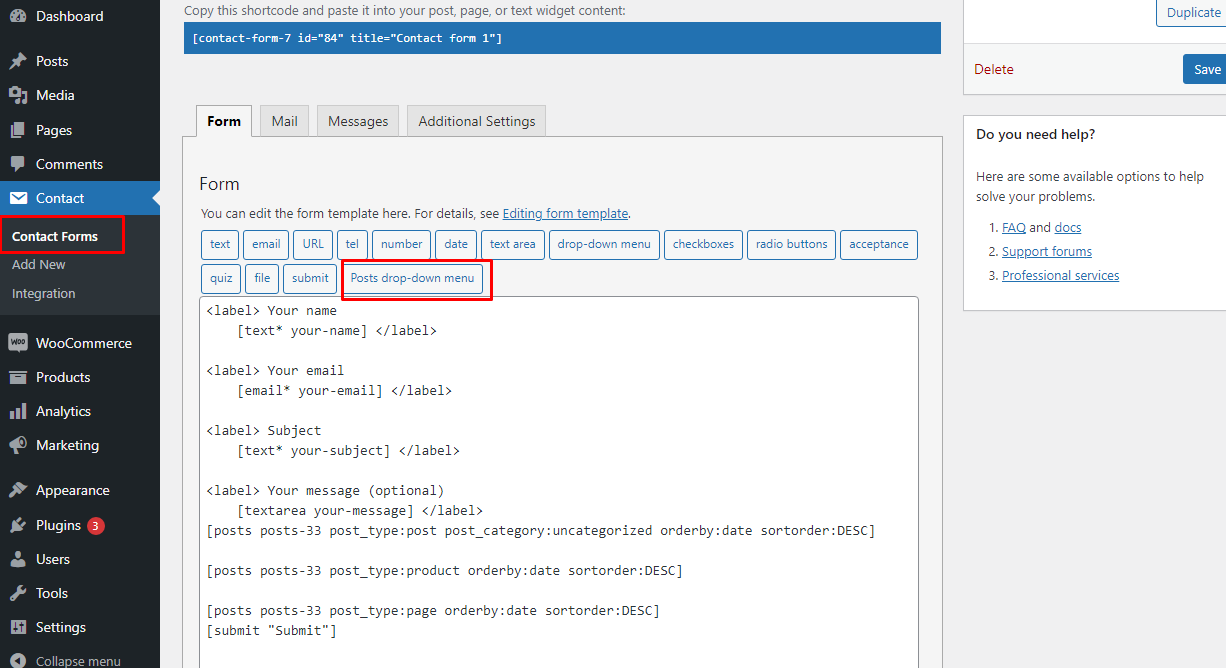 Dashboard
Posts
Media
Pages
Comments
Contact
Contact Forms
Add New
Integration
WooCommerce
Products
Analytics
Marketing
Appearance
Plugins 3
Users
Tools
Settings
Collapse menu
Copy this shortcode and paste it into your post, page, or text widget content:
[contact-form-7 id="84" title="Contact form 1"]
Form Mail Messages Additional Settings
Form
You can edit the form template here. For details, see Editing form template.
text email URL tel number date text area drop-down menu checkboxes radio buttons acceptance
quiz file submit Posts drop-down menu
<label> Your name
[text* your-name] </label>
<label> Your email
[email* your-email] </label>
<label> Subject
[text* your-subject] </label>
<label> Your message (optional)
[textarea your-message] </label>
[posts posts-33 post_type:post post_category:uncategorized orderby:date sortorder:DESC]
[posts posts-33 post_type:product orderby:date sortorder:DESC]
[posts posts-33 post_type:page orderby:date sortorder:DESC]
[submit "Submit"]
Duplicate
Delete Save
Do you need help?
Here are some available options to help
solve your problems.
1. FAQ and docs
2. Support forums
3. Professional services